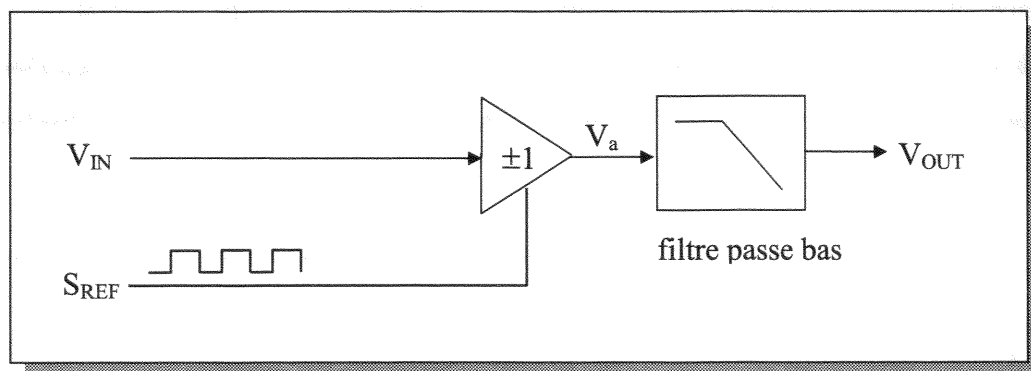 V_IN
±1
V_a
V_OUT
filtre passe bas
S_REF